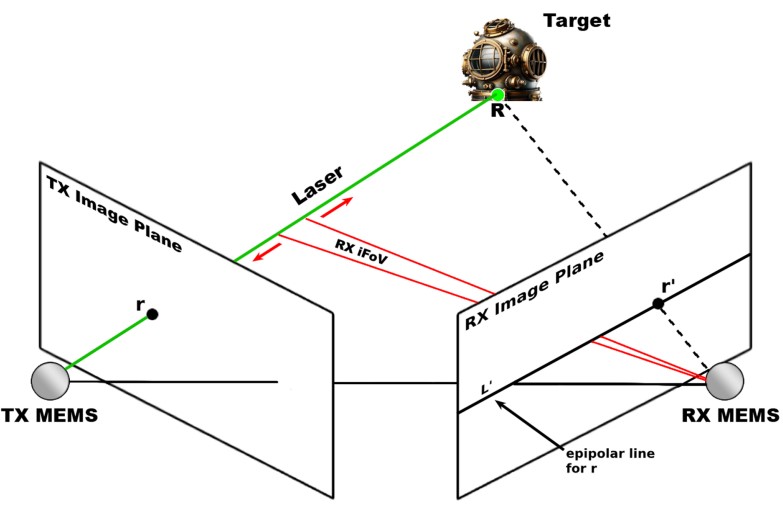 Target
R
Laser
TX Image Plane
RX iFoV
RX Image Plane
r
r'
L'
TX MEMS
RX MEMS
epipolar line
for r